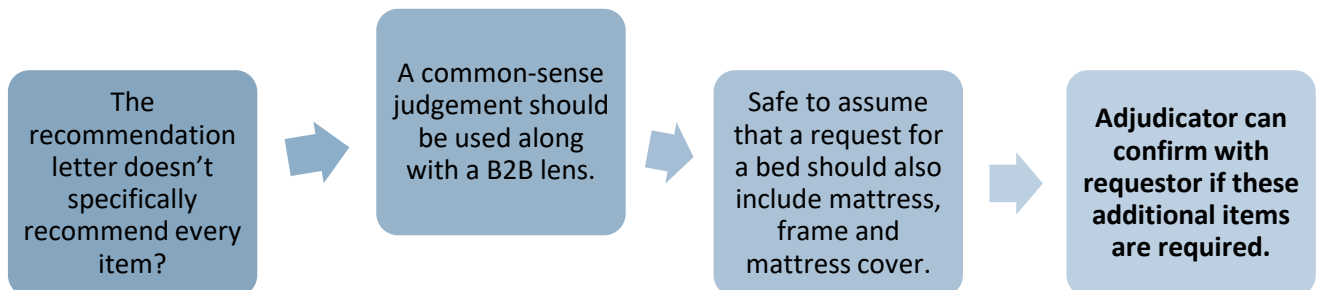 The
recommendation
letter doesn’t
specifically
recommend every
item?
A common-sense
judgement should
be used along
with a B2B lens.
Safe to assume
that a request for
a bed should also
include mattress,
frame and
mattress cover.
Adjudicator can
confirm with
requestor if these
additional items
are required.